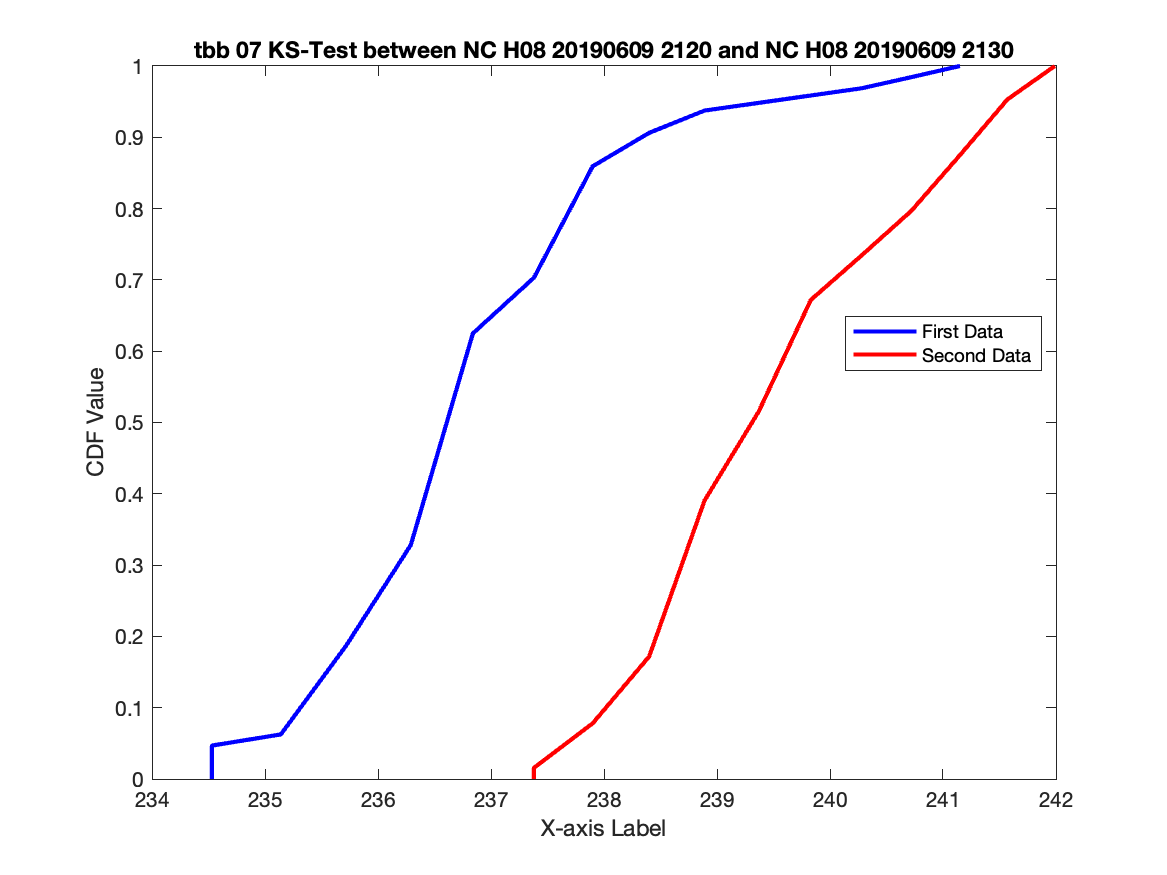 tbb 07 KS-Test between NC H08 20190609 2120 and NC H08 20190609 2130
1
0.9
0.8
0.7
0.6
0.5
0.4
0.3
0.2
0.1
0
CDF Value
First Data
Second Data
234 235 236 237 238 239 240 241 242
X-axis Label